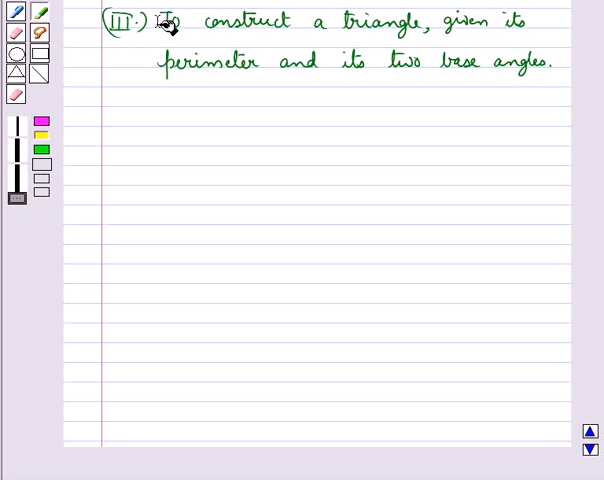 (III.) To construct a triangle, given its
perimeter and its two base angles.